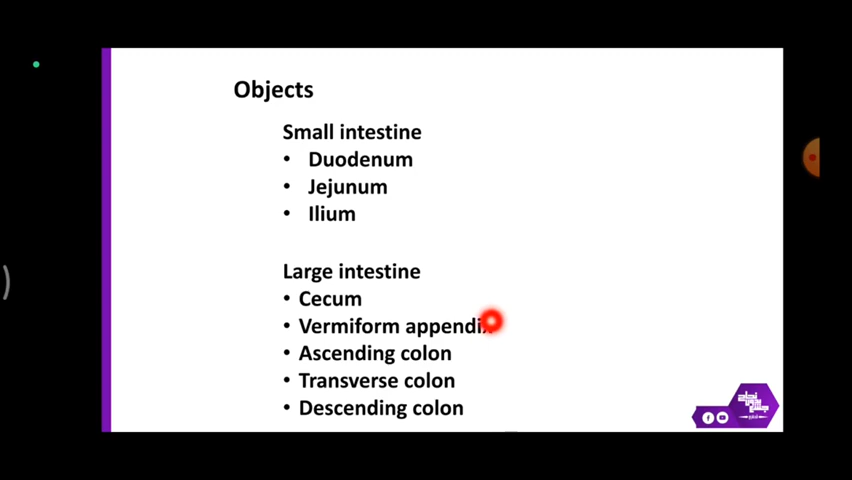 Objects
Small intestine
• Duodenum
• Jejunum
• Ilium
Large intestine
• Cecum
• Vermiform appendix
• Ascending colon
• Transverse colon
• Descending colon